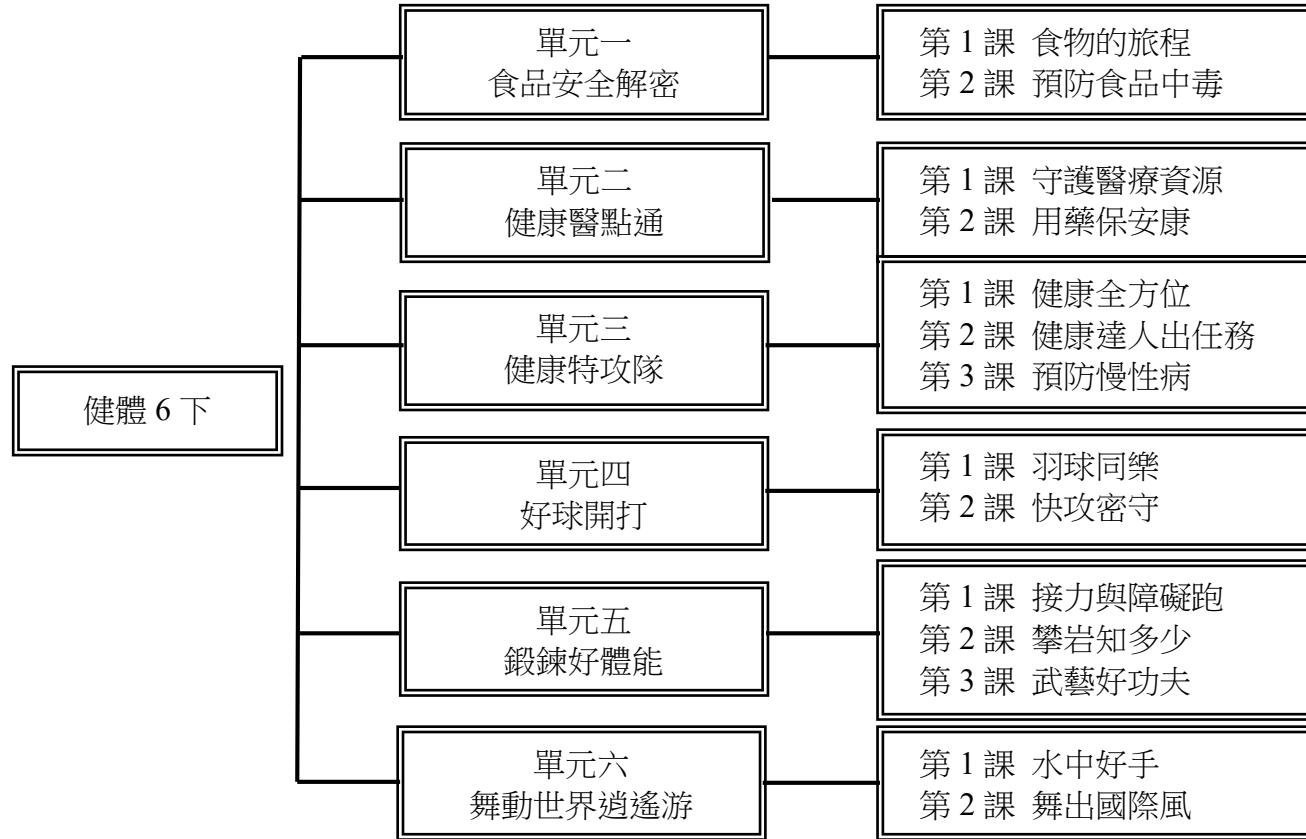 健體 6 下
單元一
食品安全解密
第 1 課 食物的旅程
第 2 課 預防食品中毒
單元二
健康醫點通
第 1 課 守護醫療資源
第 2 課 用藥保安康
單元三
健康特攻隊
第 1 課 健康全方位
第 2 課 健康達人出任務
第 3 課 預防慢性病
單元四
好球開打
第 1 課 羽球同樂
第 2 課 快攻密守
單元五
鍛鍊好體能
第 1 課 接力與障礙跑
第 2 課 攀岩知多少
第 3 課 武藝好功夫
單元六
舞動世界逍遙游
第 1 課 水中好手
第 2 課 舞出國際風